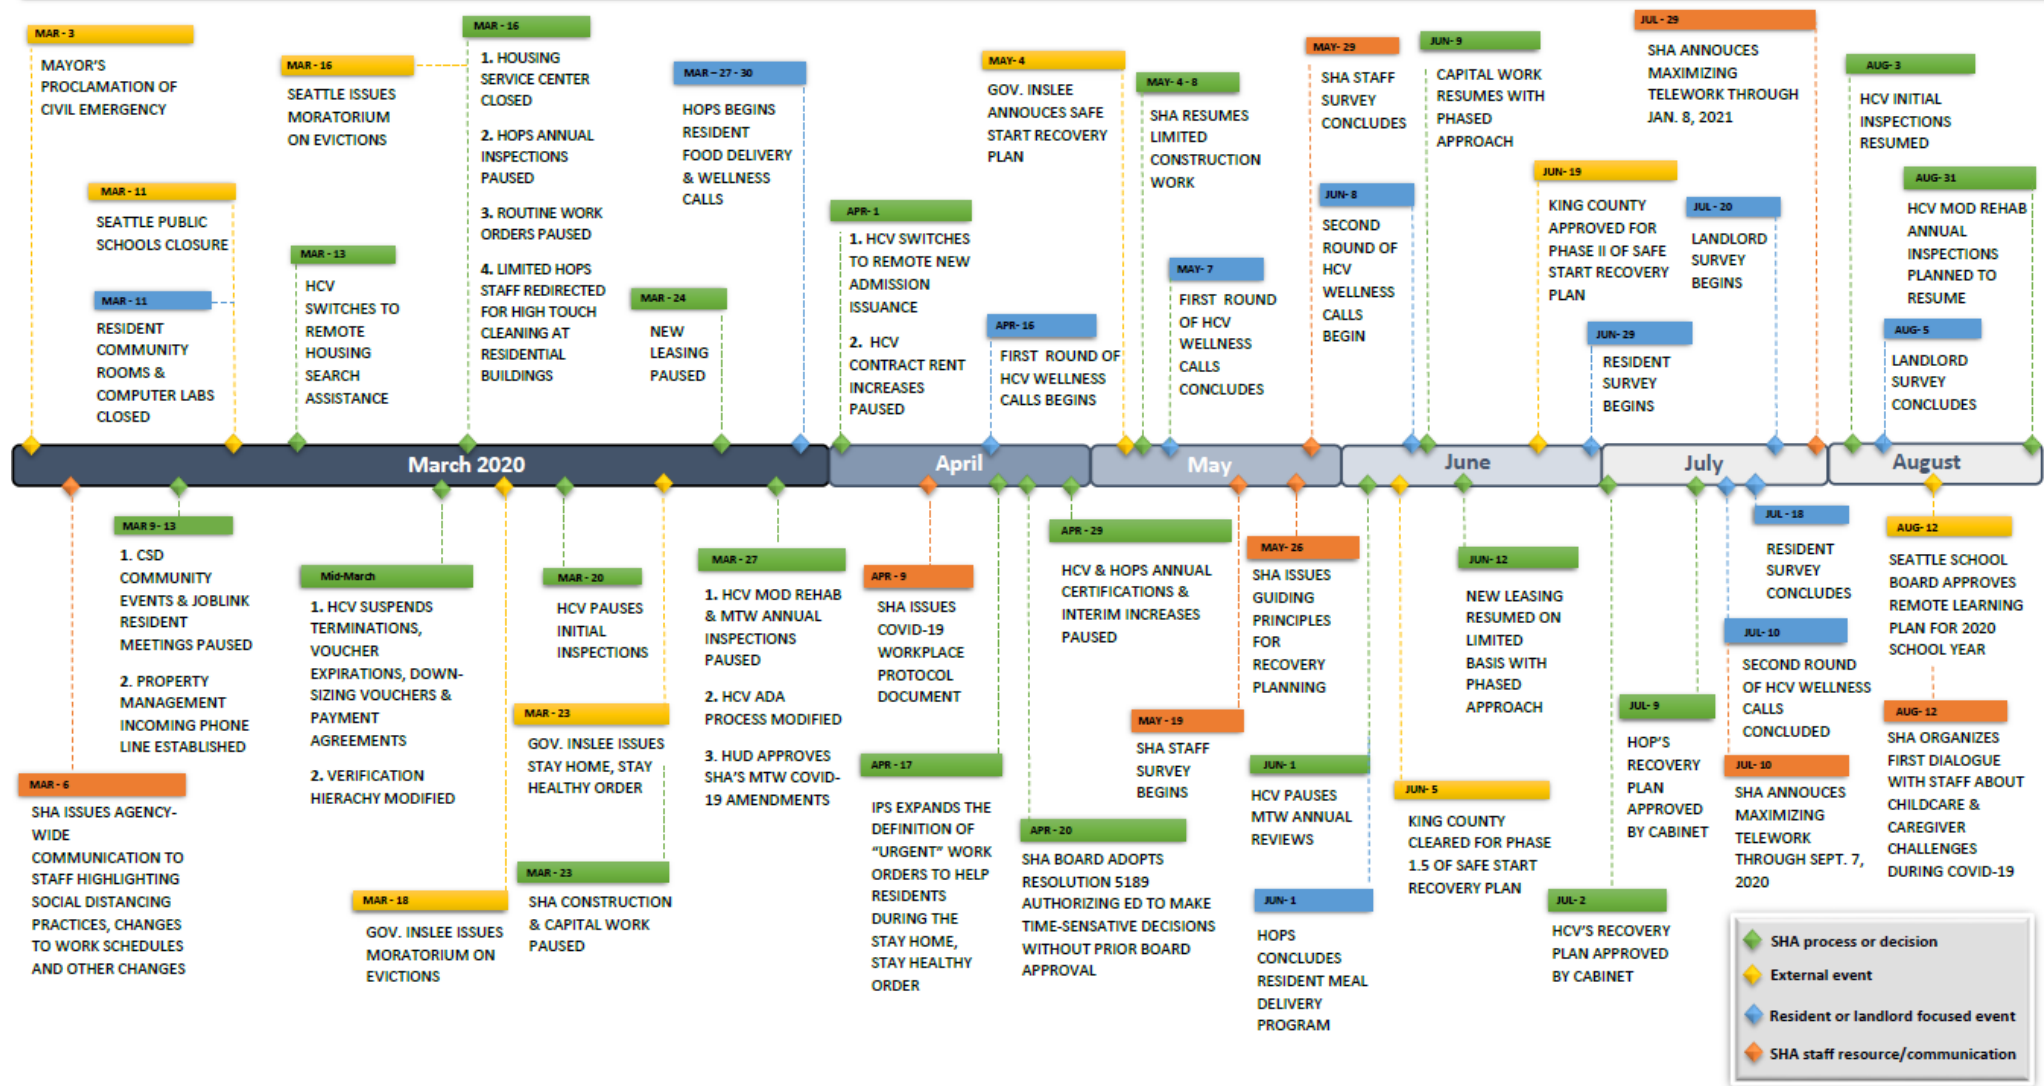 MAR - 3
MAYOR'S
PROCLAMATION OF
CIVIL EMERGENCY
MAR - 11
SEATTLE PUBLIC
SCHOOLS CLOSURE
MAR - 11
RESIDENT
COMMUNITY
ROOMS &
COMPUTER LABS
CLOSED
MAR - 16
SEATTLE ISSUES
MORATORIUM
ON EVICTIONS
MAR - 13
HCV
SWITCHES TO
REMOTE
HOUSING
SEARCH
ASSISTANCE
MAR - 16
1. HOUSING
SERVICE CENTER
CLOSED
2. HOPS ANNUAL
INSPECTIONS
PAUSED
3. ROUTINE WORK
ORDERS PAUSED
4. LIMITED HOPS
STAFF REDIRECTED
FOR HIGH TOUCH
CLEANING AT
RESIDENTIAL
BUILDINGS
MAR - 24
NEW
LEASING
PAUSED
MAR – 27 - 30
HOPS BEGINS
RESIDENT
FOOD DELIVERY
& WELLNESS
CALLS
APR- 1
1. HCV SWITCHES
TO REMOTE NEW
ADMISSION
ISSUANCE
2. HCV
CONTRACT RENT
INCREASES
PAUSED
MAY- 4
GOV. INSLEE
ANNOUCES SAFE
START RECOVERY
PLAN
APR- 16
FIRST ROUND OF
HCV WELLNESS
CALLS BEGINS
MAY- 4 - 8
SHA RESUMES
LIMITED
CONSTRUCTION
WORK
MAY- 7
FIRST ROUND
OF HCV
WELLNESS
CALLS
CONCLUDES
MAY- 29
SHA STAFF
SURVEY
CONCLUDES
JUN- 8
SECOND
ROUND OF
HCV
WELLNESS
CALLS
BEGIN
JUN- 9
CAPITAL WORK
RESUMES WITH
PHASED
APPROACH
JUN- 19
KING COUNTY
APPROVED FOR
PHASE II OF SAFE
START RECOVERY
PLAN
JUN- 29
RESIDENT
SURVEY
BEGINS
JUL - 29
SHA ANNOUCES
MAXIMIZING
TELEWORK THROUGH
JAN. 8, 2021
JUL - 20
LANDLORD
SURVEY
BEGINS
AUG- 3
HCV INITIAL
INSPECTIONS
RESUMED
AUG- 31
HCV MOD REHAB
ANNUAL
INSPECTIONS
PLANNED TO
RESUME
AUG- 5
LANDLORD
SURVEY
CONCLUDES
March 2020
April
May
June
July
August
MAR 9 - 13
1. CSD
COMMUNITY
EVENTS & JOBLINK
RESIDENT
MEETINGS PAUSED
2. PROPERTY
MANAGEMENT
INCOMING PHONE
LINE ESTABLISHED
MAR - 6
SHA ISSUES AGENCY-
WIDE
COMMUNICATION TO
STAFF HIGHLIGHTING
SOCIAL DISTANCING
PRACTICES, CHANGES
TO WORK SCHEDULES
AND OTHER CHANGES
Mid-March
1. HCV SUSPENDS
TERMINATIONS,
VOUCHER
EXPIRATIONS, DOWN-
SIZING VOUCHERS &
PAYMENT
AGREEMENTS
2. VERIFICATION
HIERACHY MODIFIED
MAR - 18
GOV. INSLEE ISSUES
MORATORIUM ON
EVICTIONS
MAR - 20
HCV PAUSES
INITIAL
INSPECTIONS
MAR - 23
GOV. INSLEE ISSUES
STAY HOME, STAY
HEALTHY ORDER
MAR - 23
SHA CONSTRUCTION
& CAPITAL WORK
PAUSED
MAR - 27
1. HCV MOD REHAB
& MTW ANNUAL
INSPECTIONS
PAUSED
2. HCV ADA
PROCESS MODIFIED
3. HUD APPROVES
SHA'S MTW COVID-
19 AMENDMENTS
APR - 9
SHA ISSUES
COVID-19
WORKPLACE
PROTOCOL
DOCUMENT
APR - 17
IPS EXPANDS THE
DEFINITION OF
“URGENT” WORK
ORDERS TO HELP
RESIDENTS
DURING THE
STAY HOME,
STAY HEALTHY
ORDER
APR - 29
HCV & HOPS ANNUAL
CERTIFICATIONS &
INTERIM INCREASES
PAUSED
APR - 20
SHA BOARD ADOPTS
RESOLUTION 5189
AUTHORIZING ED TO MAKE
TIME-SENSATIVE DECISIONS
WITHOUT PRIOR BOARD
APPROVAL
MAY - 19
SHA STAFF
SURVEY
BEGINS
MAY- 26
SHA ISSUES
GUIDING
PRINCIPLES
FOR
RECOVERY
PLANNING
JUN- 1
HCV PAUSES
MTW ANNUAL
REVIEWS
JUN- 1
HOPS
CONCLUDES
RESIDENT MEAL
DELIVERY
PROGRAM
JUN- 5
KING COUNTY
CLEARED FOR PHASE
1.5 OF SAFE START
RECOVERY PLAN
JUN- 12
NEW LEASING
RESUMED ON
LIMITED
BASIS WITH
PHASED
APPROACH
JUL- 2
HCV'S RECOVERY
PLAN APPROVED
BY CABINET
JUL- 9
HOP'S
RECOVERY
PLAN
APPROVED
BY CABINET
JUL - 18
RESIDENT
SURVEY
CONCLUDES
JUL- 10
SECOND ROUND
OF HCV WELLNESS
CALLS
CONCLUDED
JUL- 10
SHA ANNOUCES
MAXIMIZING
TELEWORK
THROUGH SEPT. 7,
2020
AUG- 12
SEATTLE SCHOOL
BOARD APPROVES
REMOTE LEARNING
PLAN FOR 2020
SCHOOL YEAR
AUG- 12
SHA ORGANIZES
FIRST DIALOGUE
WITH STAFF ABOUT
CHILDCARE &
CAREGIVER
CHALLENGES
DURING COVID-19
SHA process or decision
External event
Resident or landlord focused event
SHA staff resource/communication